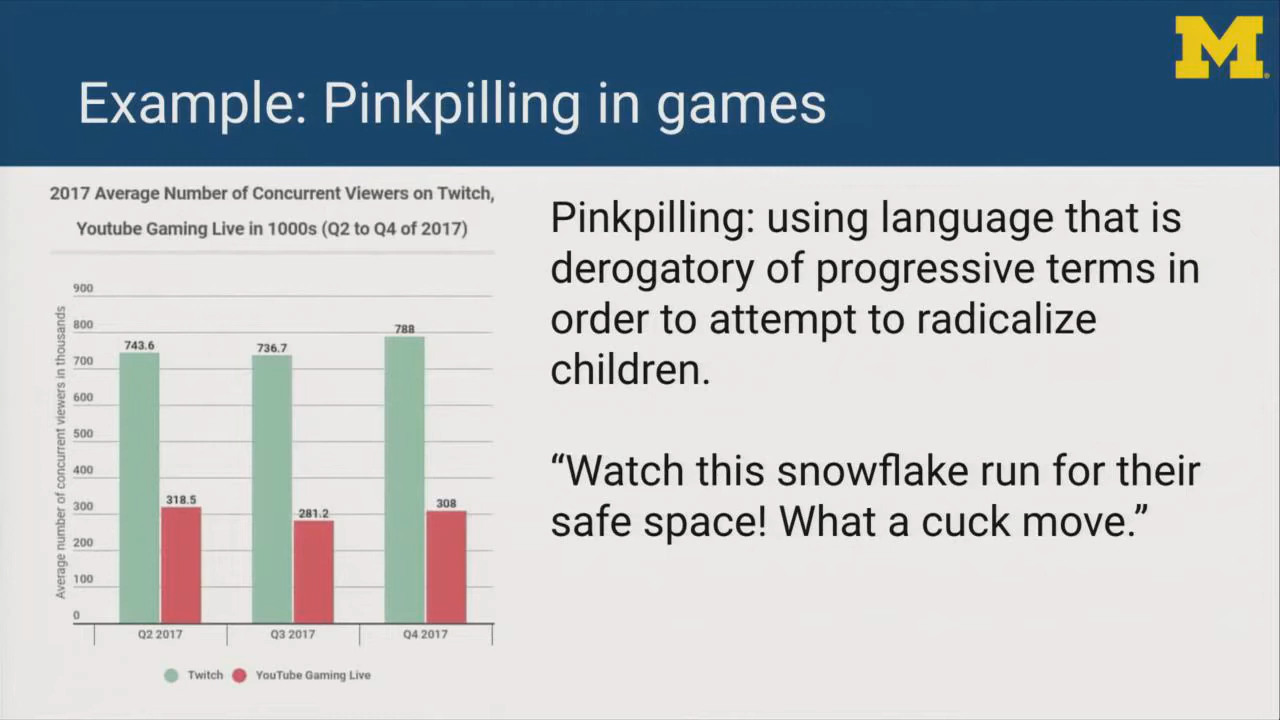 M
Example: Pinkpilling in games
2017 Average Number of Concurrent Viewers on Twitch,
Youtube Gaming Live in 1000s (Q2 to Q4 of 2017)
Average number of concurrent viewers in thousands
900
800
700
600
500
400
300
200
100
0
743.6
318.5
736.7
281.2
788
308
Q2 2017
Q3 2017
Q4 2017
Twitch
YouTube Gaming Live
Pinkpilling: using language that is
derogatory of progressive terms in
order to attempt to radicalize
children.
“Watch this snowflake run for their
safe space! What a cuck move.”